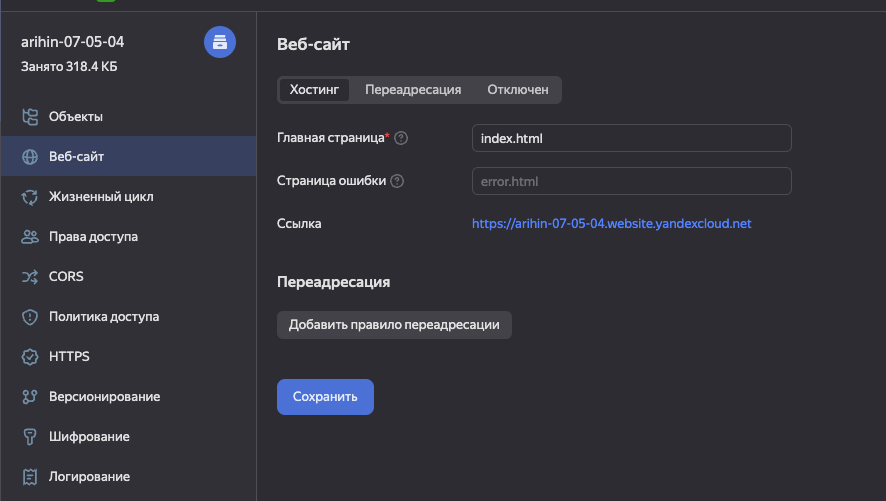 arihin-07-05-04
Занято 318.4 КБ
Объекты
Веб-сайт
Жизненный цикл
Права доступа
CORS
Политика доступа
HTTPS
Версионирование
Шифрование
Логирование
Веб-сайт
Хостинг Переадресация Отключен
Главная страница* index.html
Страница ошибки error.html
Ссылка https://arihin-07-05-04.website.yandexcloud.net
Переадресация
Добавить правило переадресации
Сохранить